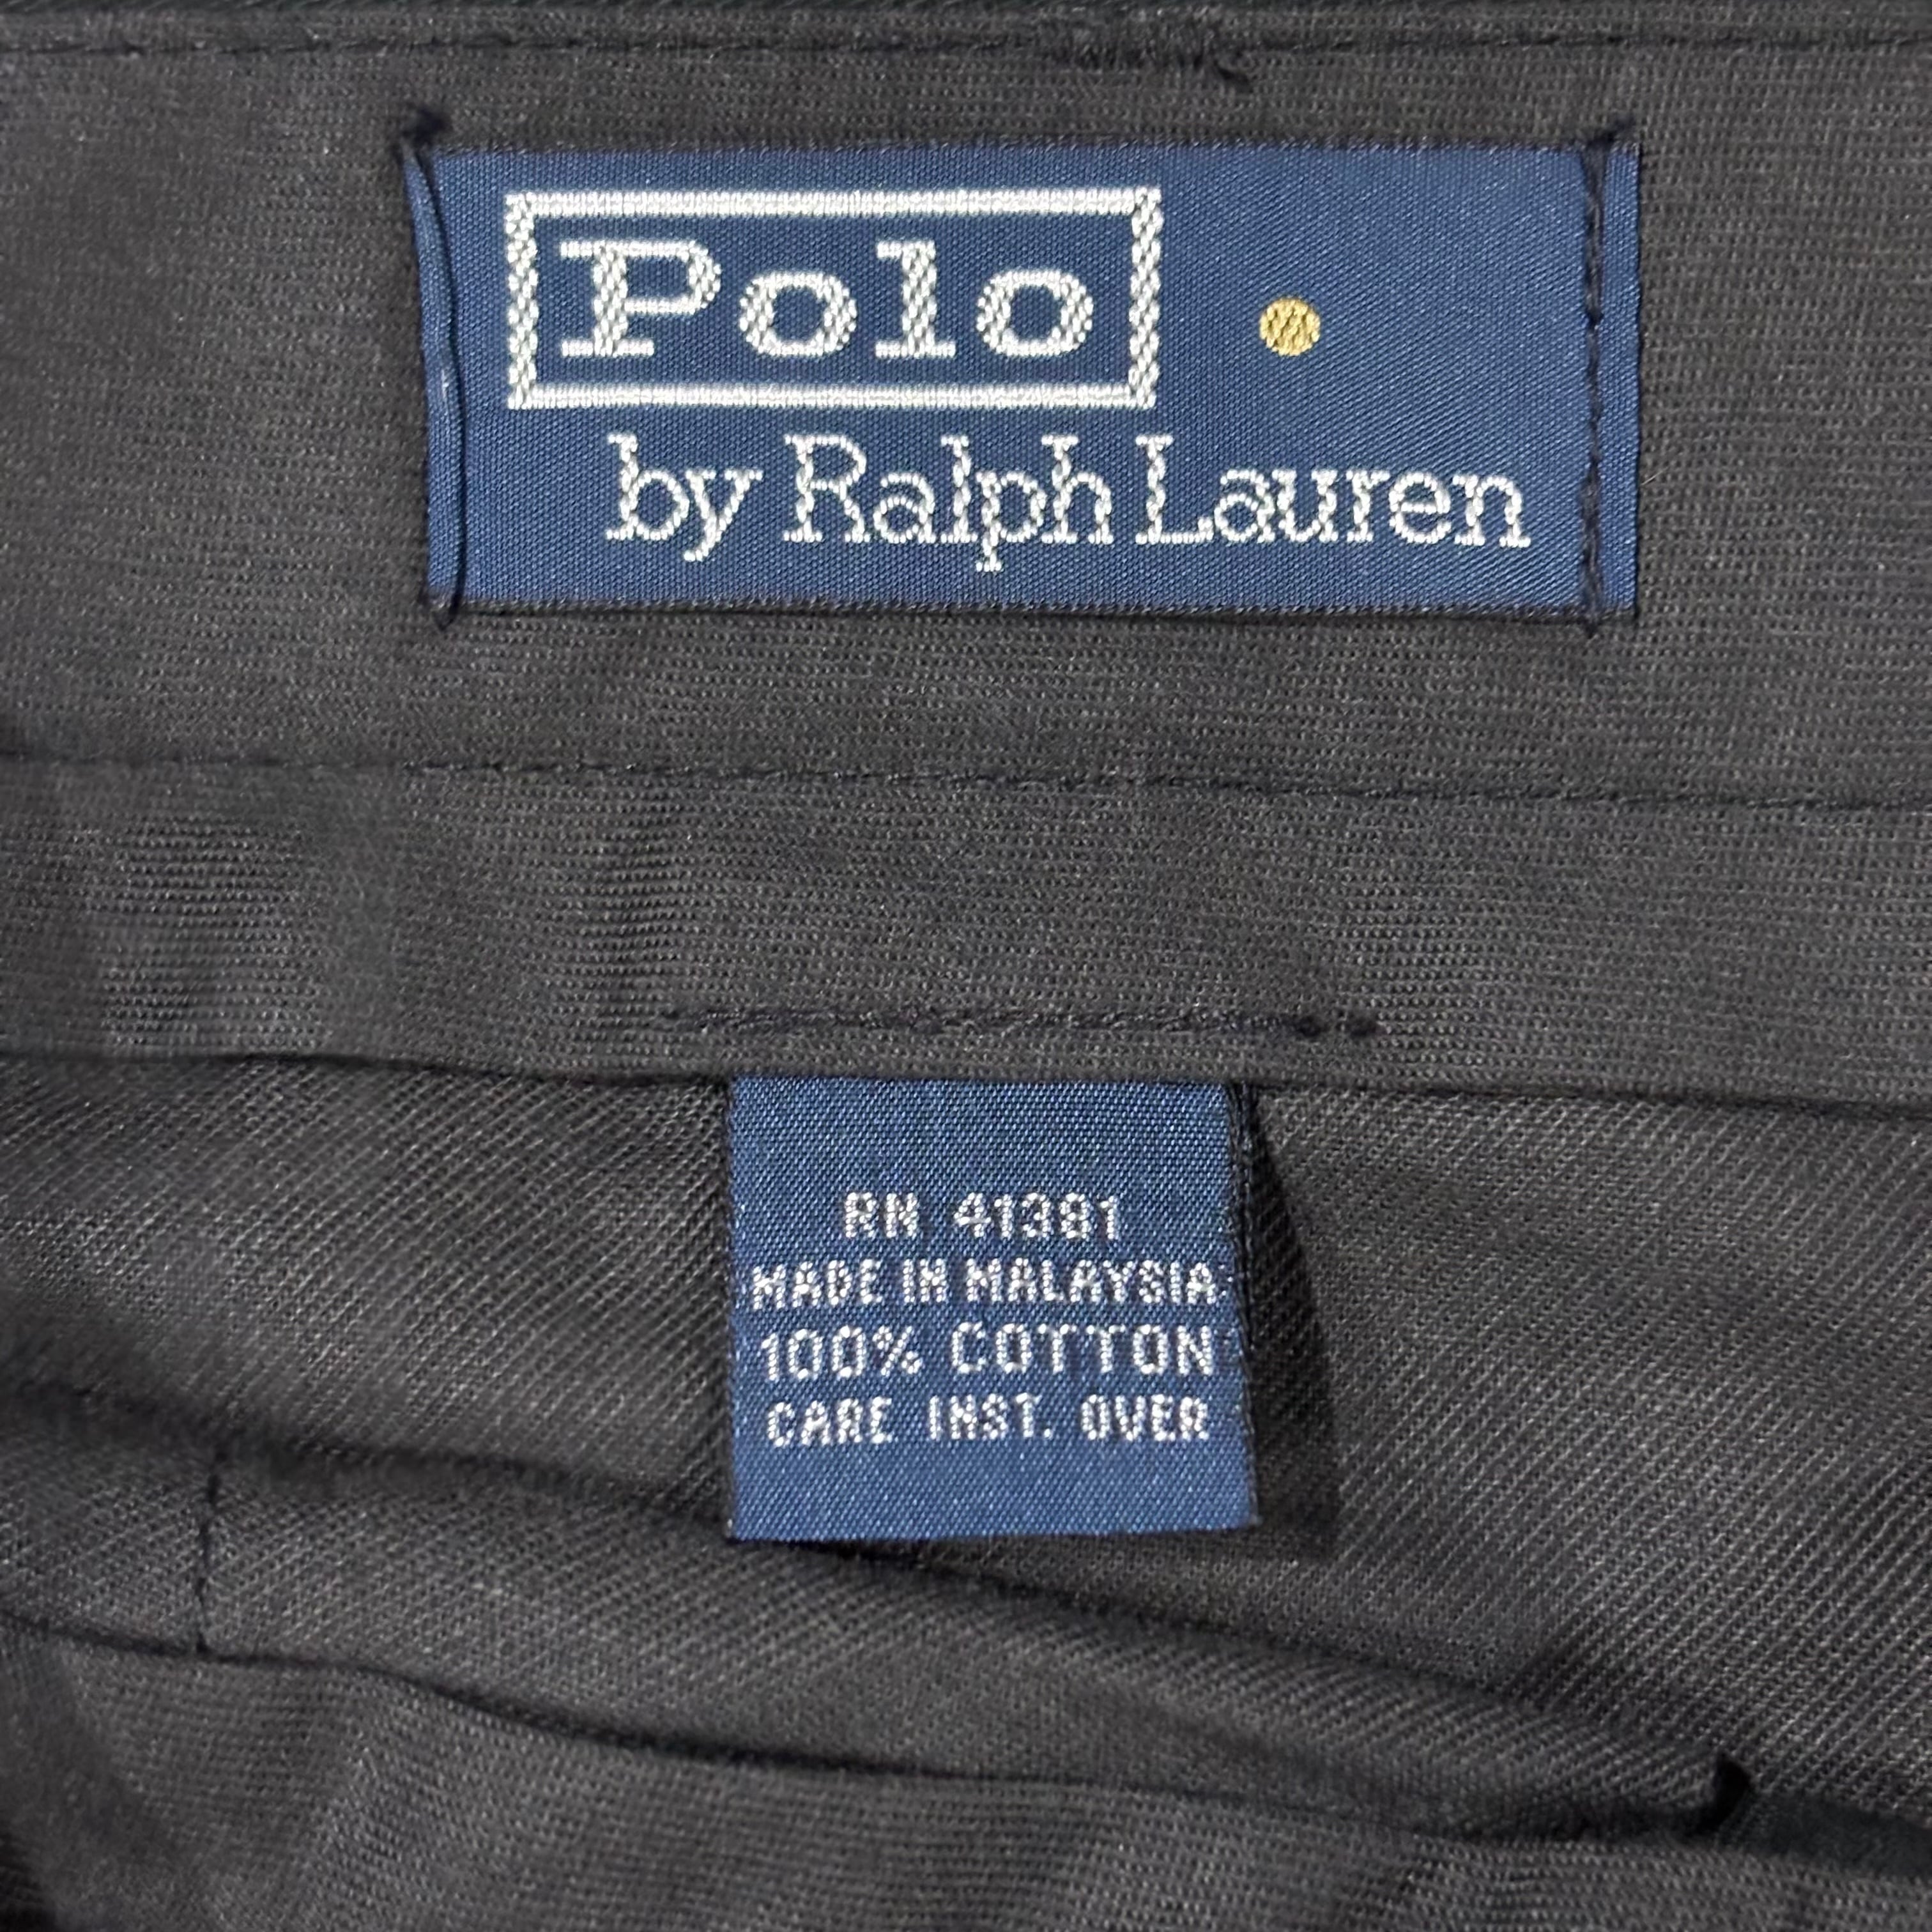 Polo
by Ralph Lauren
RN 41381
MADE IN MALAYSIA
100% COTTON
CARE INST. OVER